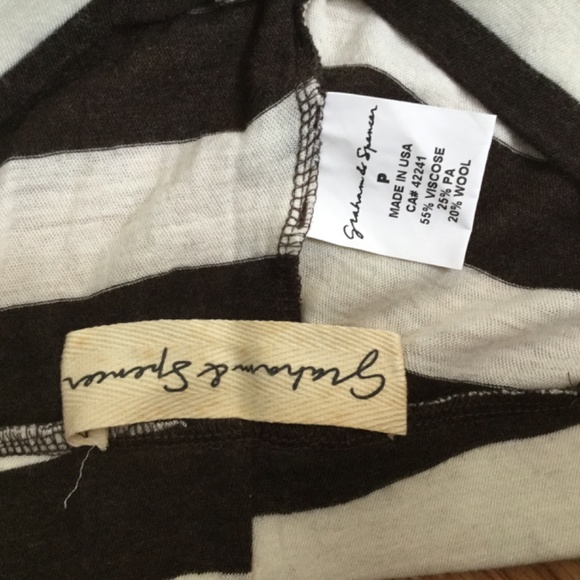 Graham & Spencer
P
MADE IN USA
CA# 42241
55% VISCOSE
25% PA
20% WOOL
Graham & Spencer